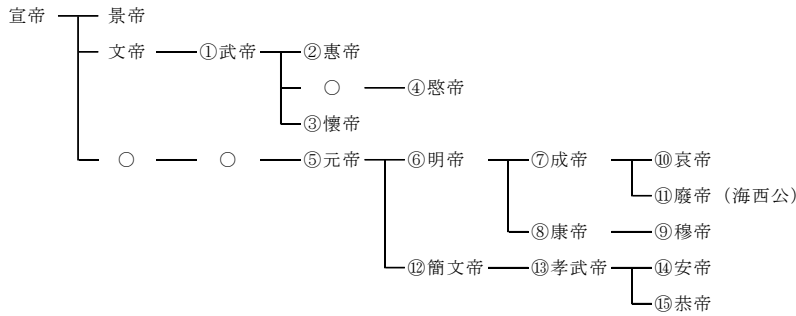 宣帝 景帝
文帝 ①武帝 ②惠帝
○ ④愍帝
③懷帝
○ ○ ⑤元帝 ⑥明帝 ⑦成帝 ⑩哀帝
⑪廢帝（海西公）
⑧康帝 ⑨穆帝
⑫簡文帝 ⑬孝武帝 ⑭安帝
⑮恭帝